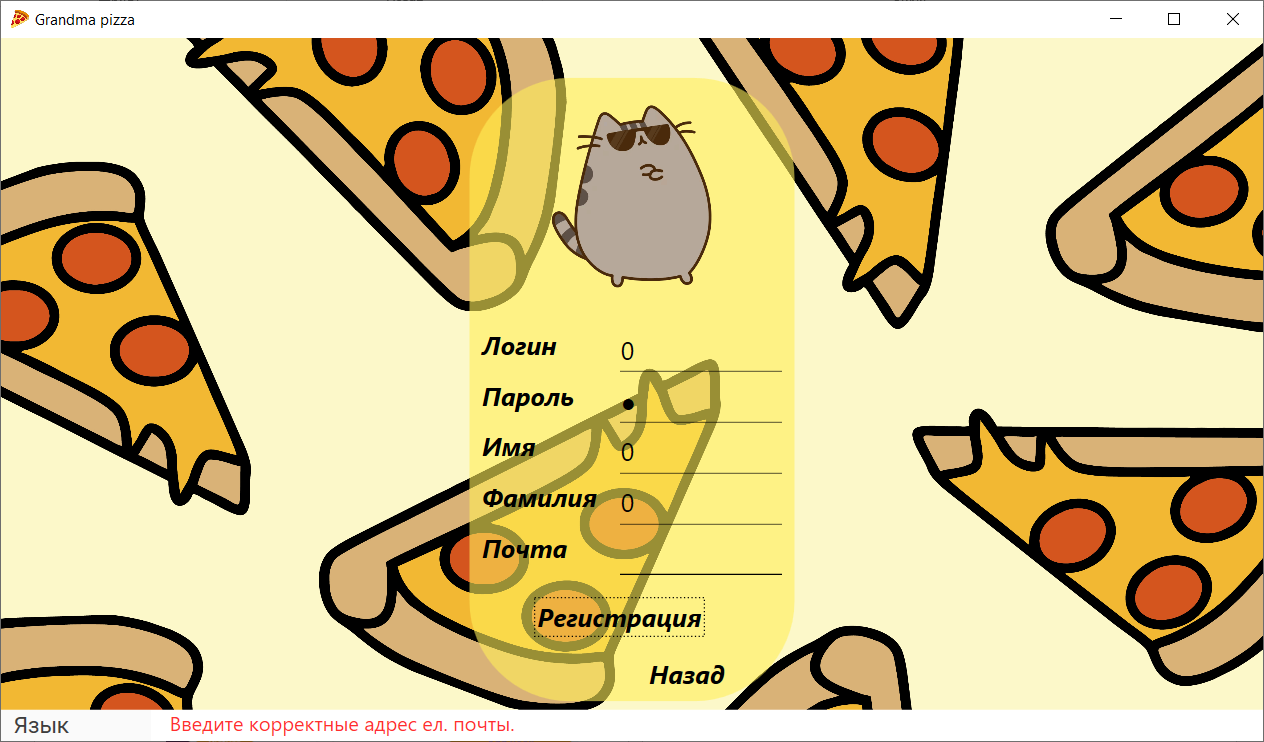 Grandma pizza
Логин 0
Пароль ●
Имя 0
Фамилия 0
Почта
Регистрация
Назад
Язык Введите корректные адрес ел. почты.